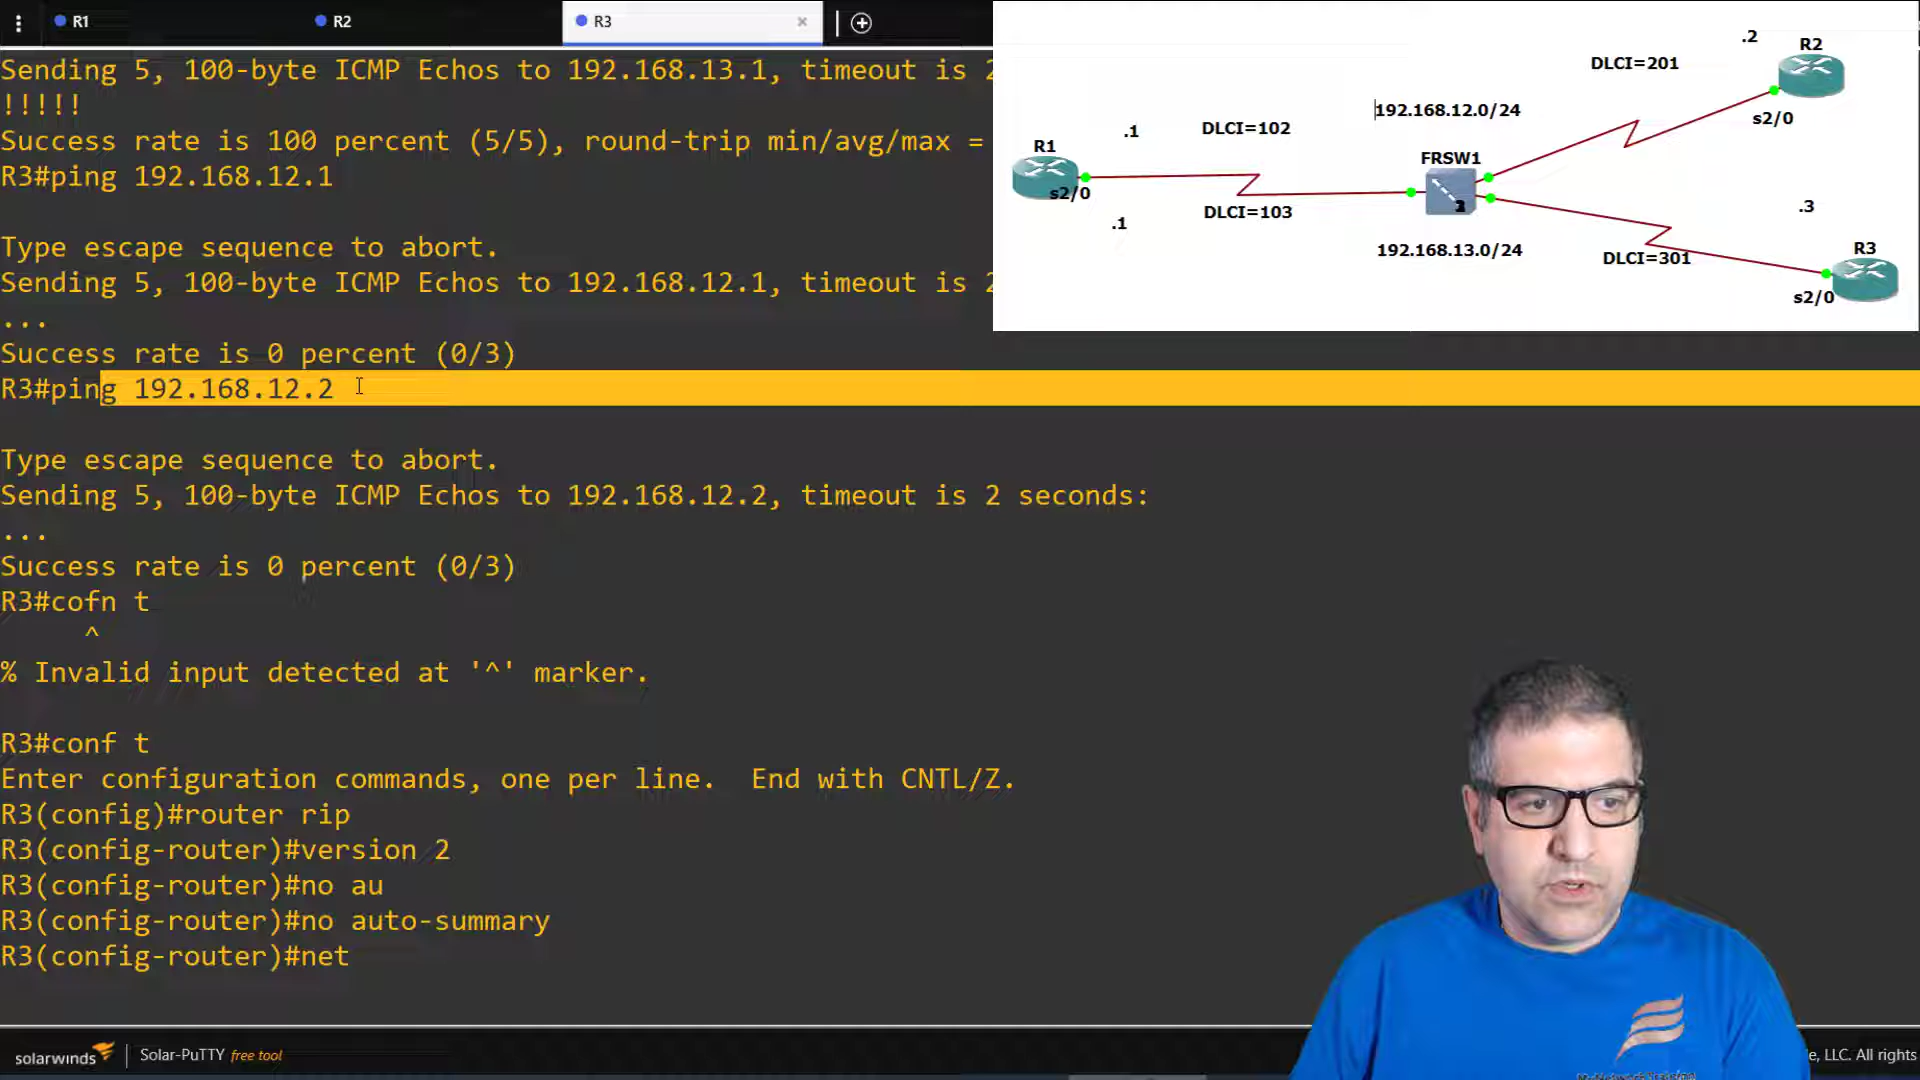 R1
R2
R3
Sending 5, 100-byte ICMP Echos to 192.168.13.1, timeout is 2
!!!!!
Success rate is 100 percent (5/5), round-trip min/avg/max =
R3#ping 192.168.12.1
Type escape sequence to abort.
Sending 5, 100-byte ICMP Echos to 192.168.12.1, timeout is 2
...
Success rate is 0 percent (0/3)
R3#ping 192.168.12.2
Type escape sequence to abort.
Sending 5, 100-byte ICMP Echos to 192.168.12.2, timeout is 2 seconds:
...
Success rate is 0 percent (0/3)
R3#cofn t
^
% Invalid input detected at '^' marker.
R3#conf t
Enter configuration commands, one per line.  End with CNTL/Z.
R3(config)#router rip
R3(config-router)#version 2
R3(config-router)#no au
R3(config-router)#no auto-summary
R3(config-router)#net
.2
R2
DLCI=201
192.168.12.0/24
s2/0
.1
DLCI=102
R1
FRSW1
s2/0
DLCI=103
.3
.1
192.168.13.0/24
DLCI=301
R3
s2/0
solarwinds
Solar-PuTTY free tool
LLC. All rights